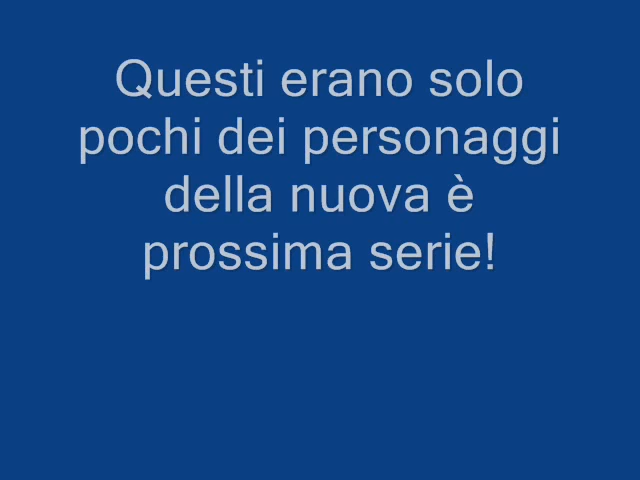 Questi erano solo
pochi dei personaggi
della nuova è
prossima serie!